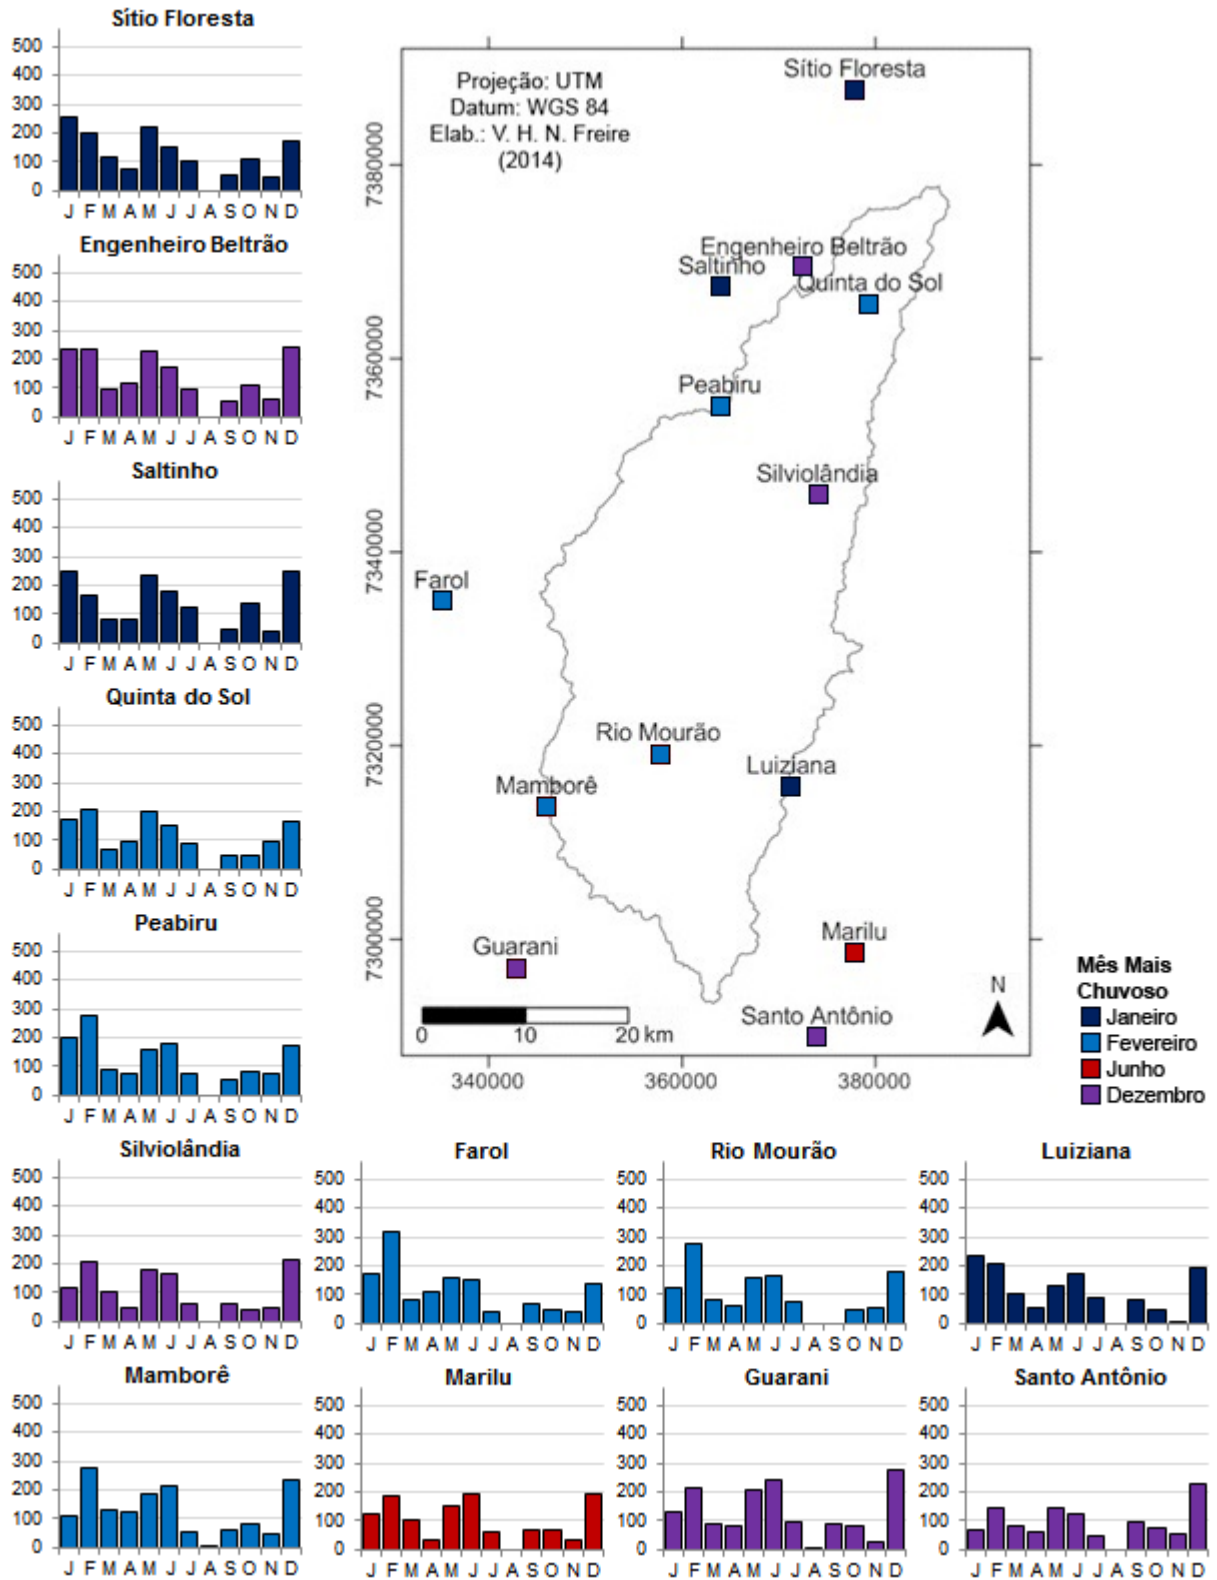 Sítio Floresta
500
400
300
200
100
0
J F M A M J J A S O N D
Engenheiro Beltrão
500
400
300
200
100
0
J F M A M J J A S O N D
Saltinho
500
400
300
200
100
0
J F M A M J J A S O N D
Quinta do Sol
500
400
300
200
100
0
J F M A M J J A S O N D
Peabiru
500
400
300
200
100
0
J F M A M J J A S O N D
Projeção: UTM
Datum: WGS 84
Elab.: V. H. N. Freire
(2014)
Sítio Floresta
Engenheiro Beltrão
Saltinho
Quinta do Sol
Peabiru
Silviolândia
Farol
Rio Mourão
Luiziana
Mamborê
Guarani
Marilu
Santo Antônio
7380000
7360000
7340000
7320000
7300000
0 10 20 km
N
340000 360000 380000
Mês Mais
Chuvoso
Janeiro
Fevereiro
Junho
Dezembro
Silviolândia
500
400
300
200
100
0
J F M A M J J A S O N D
Farol
500
400
300
200
100
0
J F M A M J J A S O N D
Rio Mourão
500
400
300
200
100
0
J F M A M J J A S O N D
Luiziana
500
400
300
200
100
0
J F M A M J J A S O N D
Mamborê
500
400
300
200
100
0
J F M A M J J A S O N D
Marilu
500
400
300
200
100
0
J F M A M J J A S O N D
Guarani
500
400
300
200
100
0
J F M A M J J A S O N D
Santo Antônio
500
400
300
200
100
0
J F M A M J J A S O N D